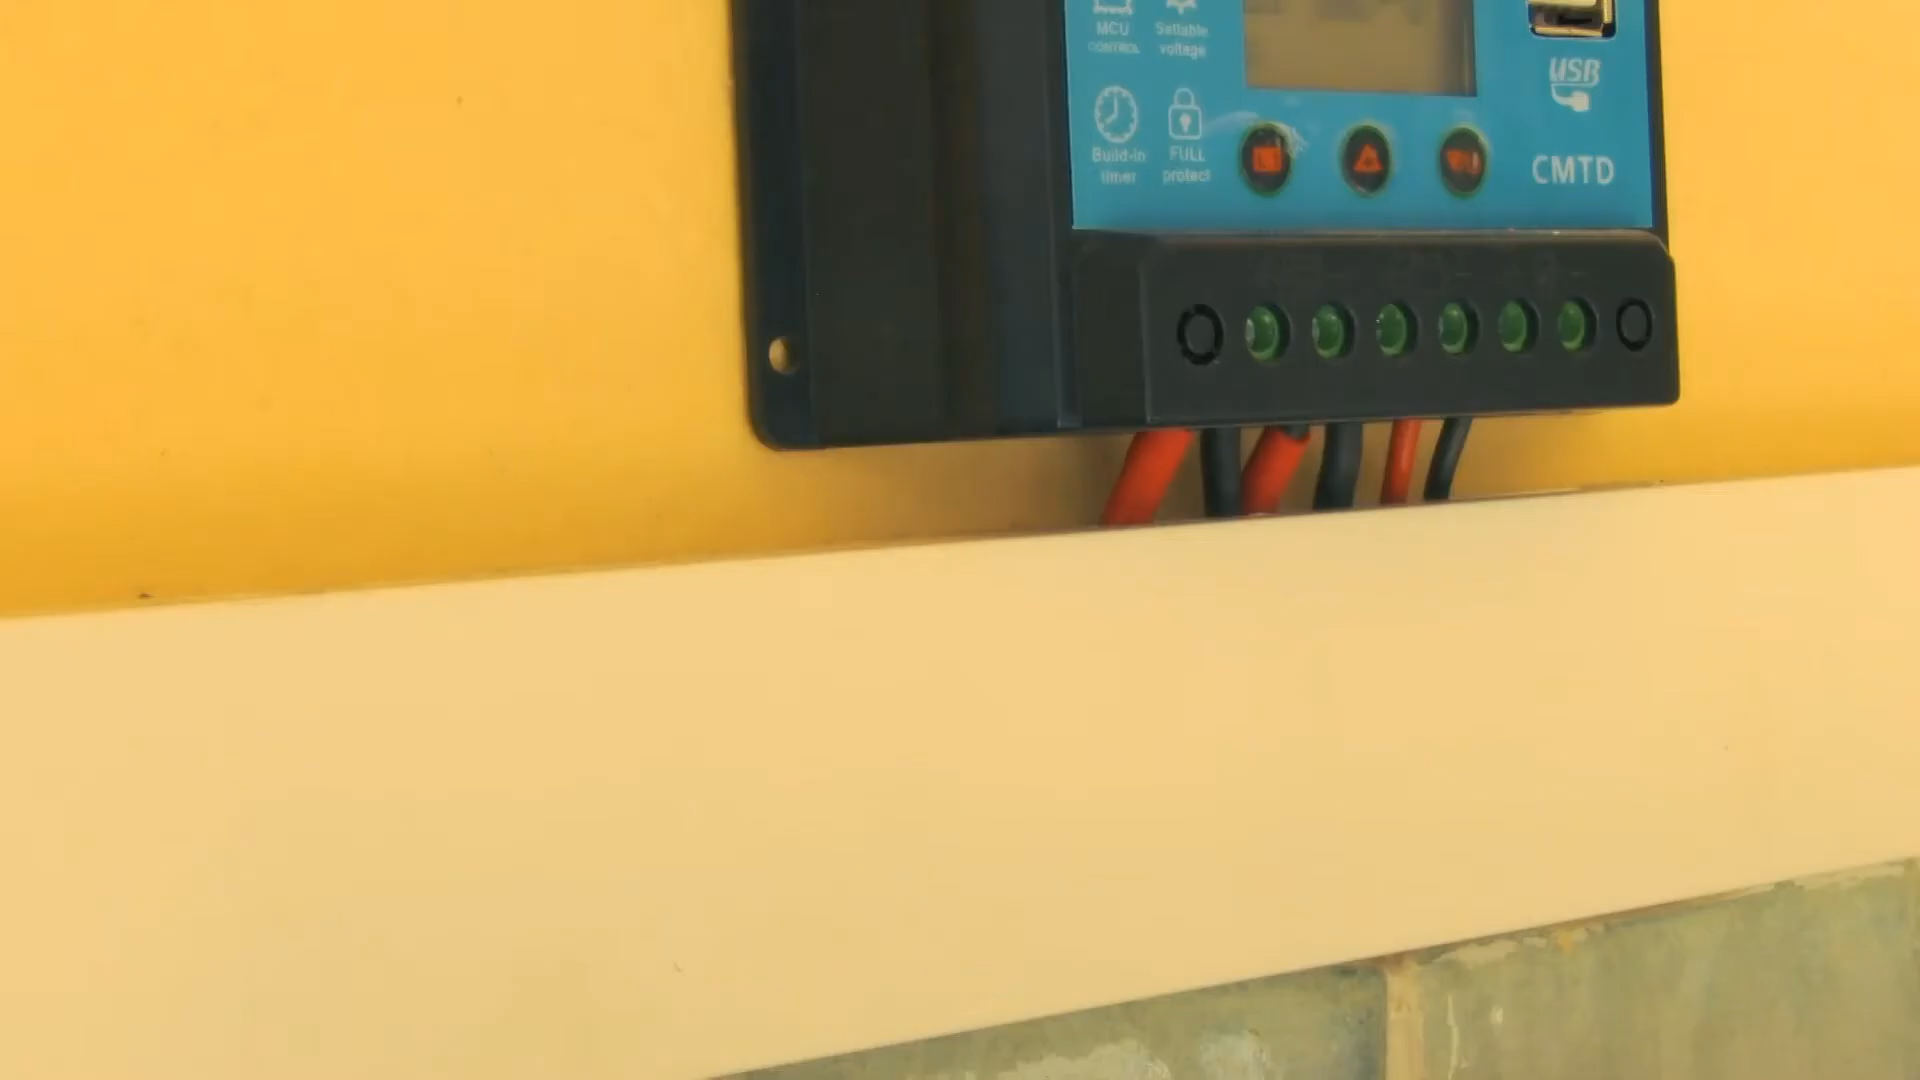 MCU
CONTROL
Settable
voltage
USB
Build-in
timer
FULL
protect
CMTD